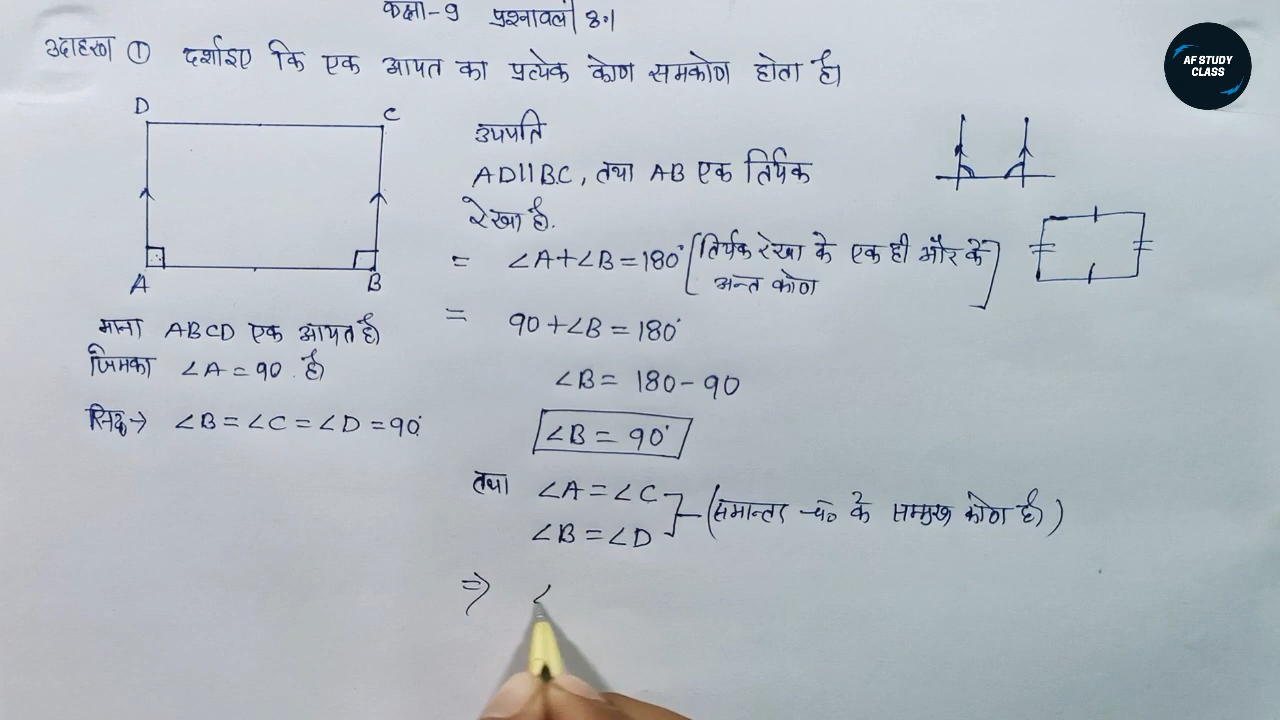 कक्षा-9 प्रश्नावली 8.1
उदाहरण ① दर्शाइए कि एक आयत का प्रत्येक कोण समकोण होता है।
AF STUDY
CLASS
D
C
A
B
माना ABCD एक आयत है।
जिसका ∠A = 90 है।
सिद्ध → ∠B = ∠C = ∠D = 90°
उपपति
AD||BC, तथा AB एक तिर्यक
रेखा है.
= ∠A+∠B = 180° [तिर्यक रेखा के एक ही और के
अन्त कोण]
= 90+∠B = 180°
∠B = 180-90
∠B = 90°
तथा ∠A = ∠C
∠B = ∠D ]-(समान्तर च० के सम्मुख कोण है।)
⇒ ∠